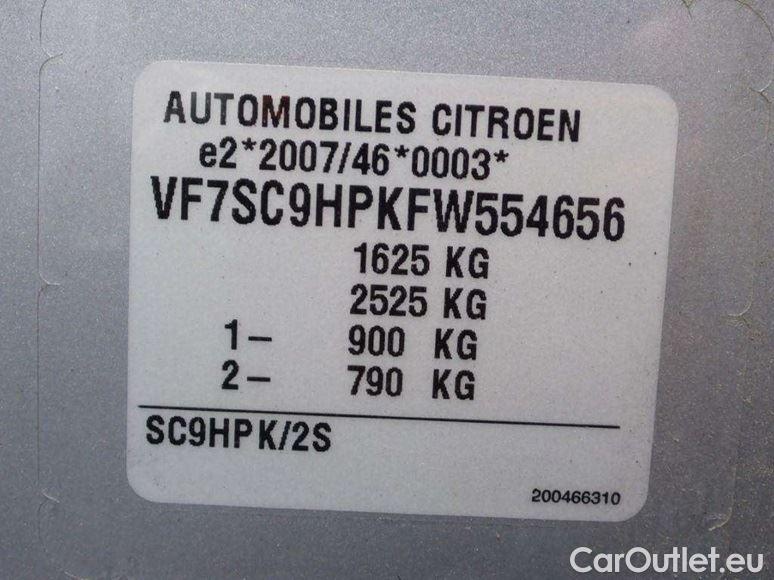 AUTOMOBILES CITROEN
e2*2007/46*0003*
VF7SC9HPKFW554656
1625 KG
2525 KG
1- 900 KG
2- 790 KG
SC9HPK/2S
200466310
CarOutlet.eu